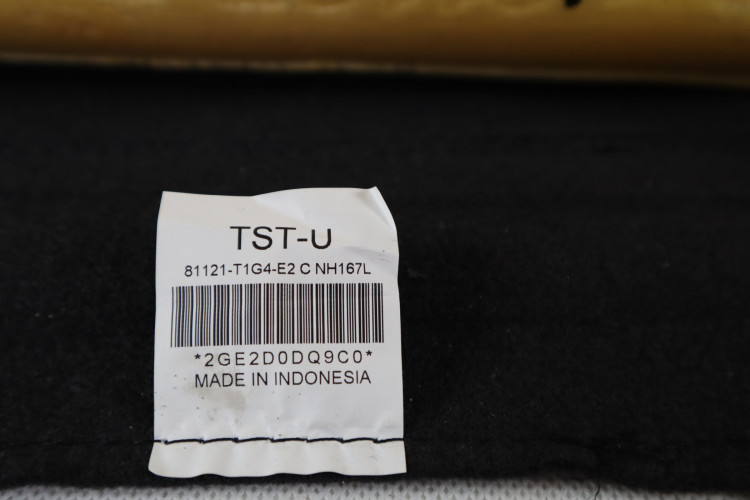 TST-U
81121-T1G4-E2 C NH167L
*2GE2D0DQ9C0*
MADE IN INDONESIA